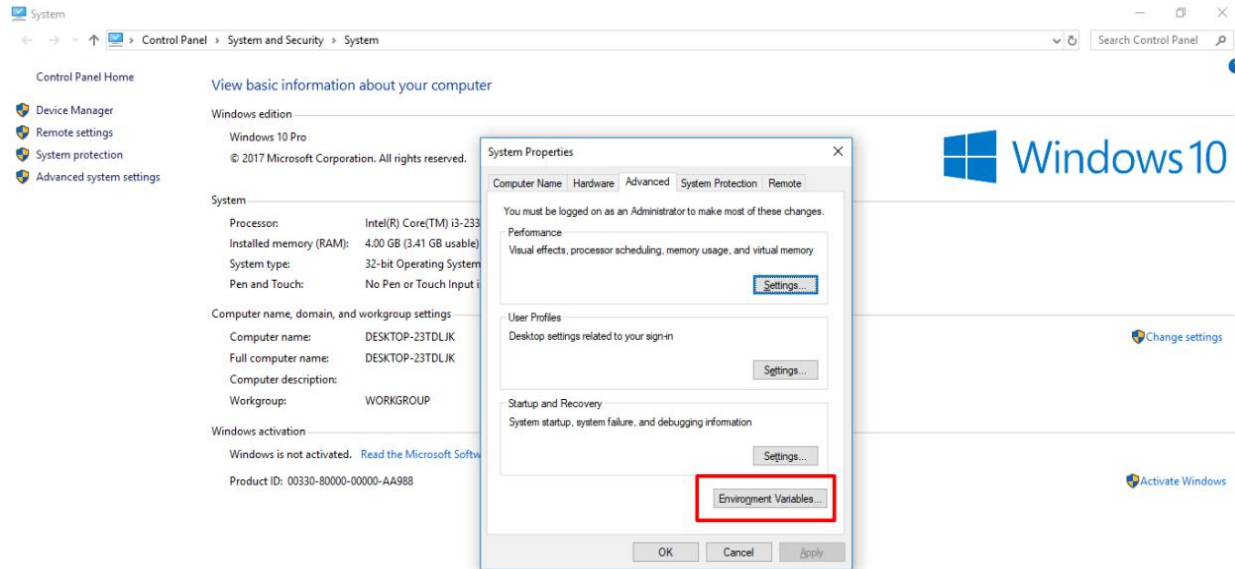 System
Control Panel > System and Security > System
Search Control Panel
Control Panel Home
Device Manager
Remote settings
System protection
Advanced system settings
View basic information about your computer
Windows edition
Windows 10 Pro
© 2017 Microsoft Corporation. All rights reserved.
Windows 10
System
Processor: Intel(R) Core(TM) i3-233
Installed memory (RAM): 4.00 GB (3.41 GB usable)
System type: 32-bit Operating System
Pen and Touch: No Pen or Touch Input i
Computer name, domain, and workgroup settings
Computer name: DESKTOP-23TDLJK
Full computer name: DESKTOP-23TDLJK
Computer description:
Workgroup: WORKGROUP
Change settings
Windows activation
Windows is not activated. Read the Microsoft Softw
Product ID: 00330-80000-00000-AA988
Activate Windows
System Properties
Computer Name Hardware Advanced System Protection Remote
You must be logged on as an Administrator to make most of these changes.
Performance
Visual effects, processor scheduling, memory usage, and virtual memory
Settings...
User Profiles
Desktop settings related to your sign-in
Settings...
Startup and Recovery
System startup, system failure, and debugging information
Settings...
Environment Variables...
OK Cancel Apply